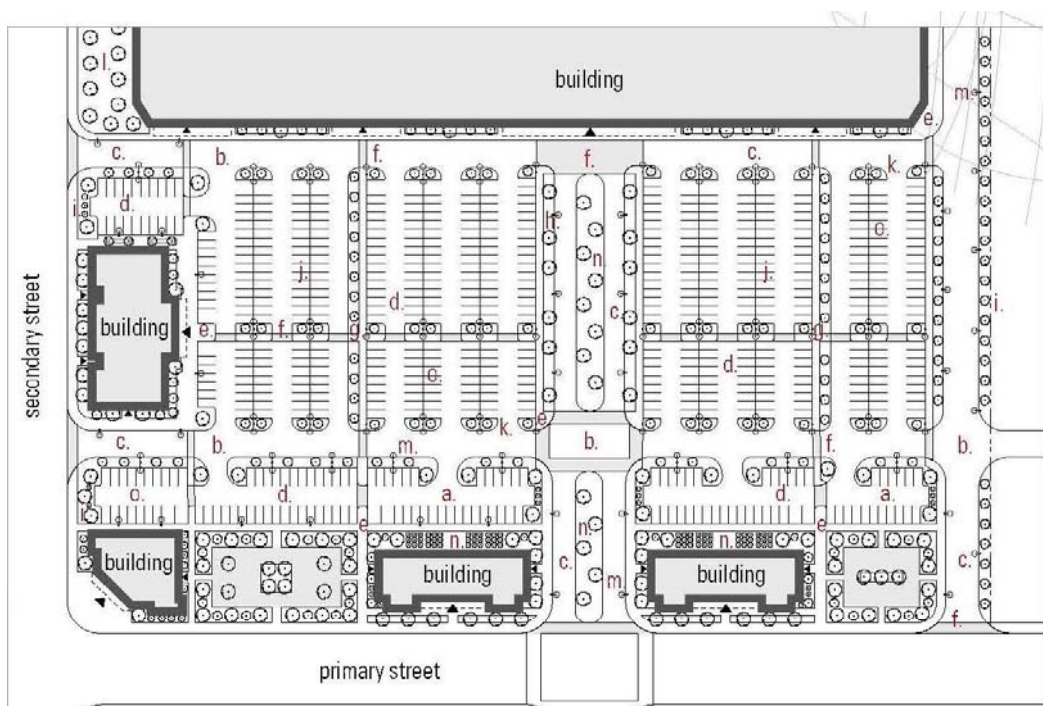 l.
building
m.
e.
c. b. f. f. c. k.
i. d. h. o.
j. n. j.
d. c. i.
secondary street
building e. f. g. g.
o. d.
e k.
c. b. m. b. f. b.
o. d. a. d. a.
n.
e e
n. n.
building c. c.
building building m.
f.
primary street